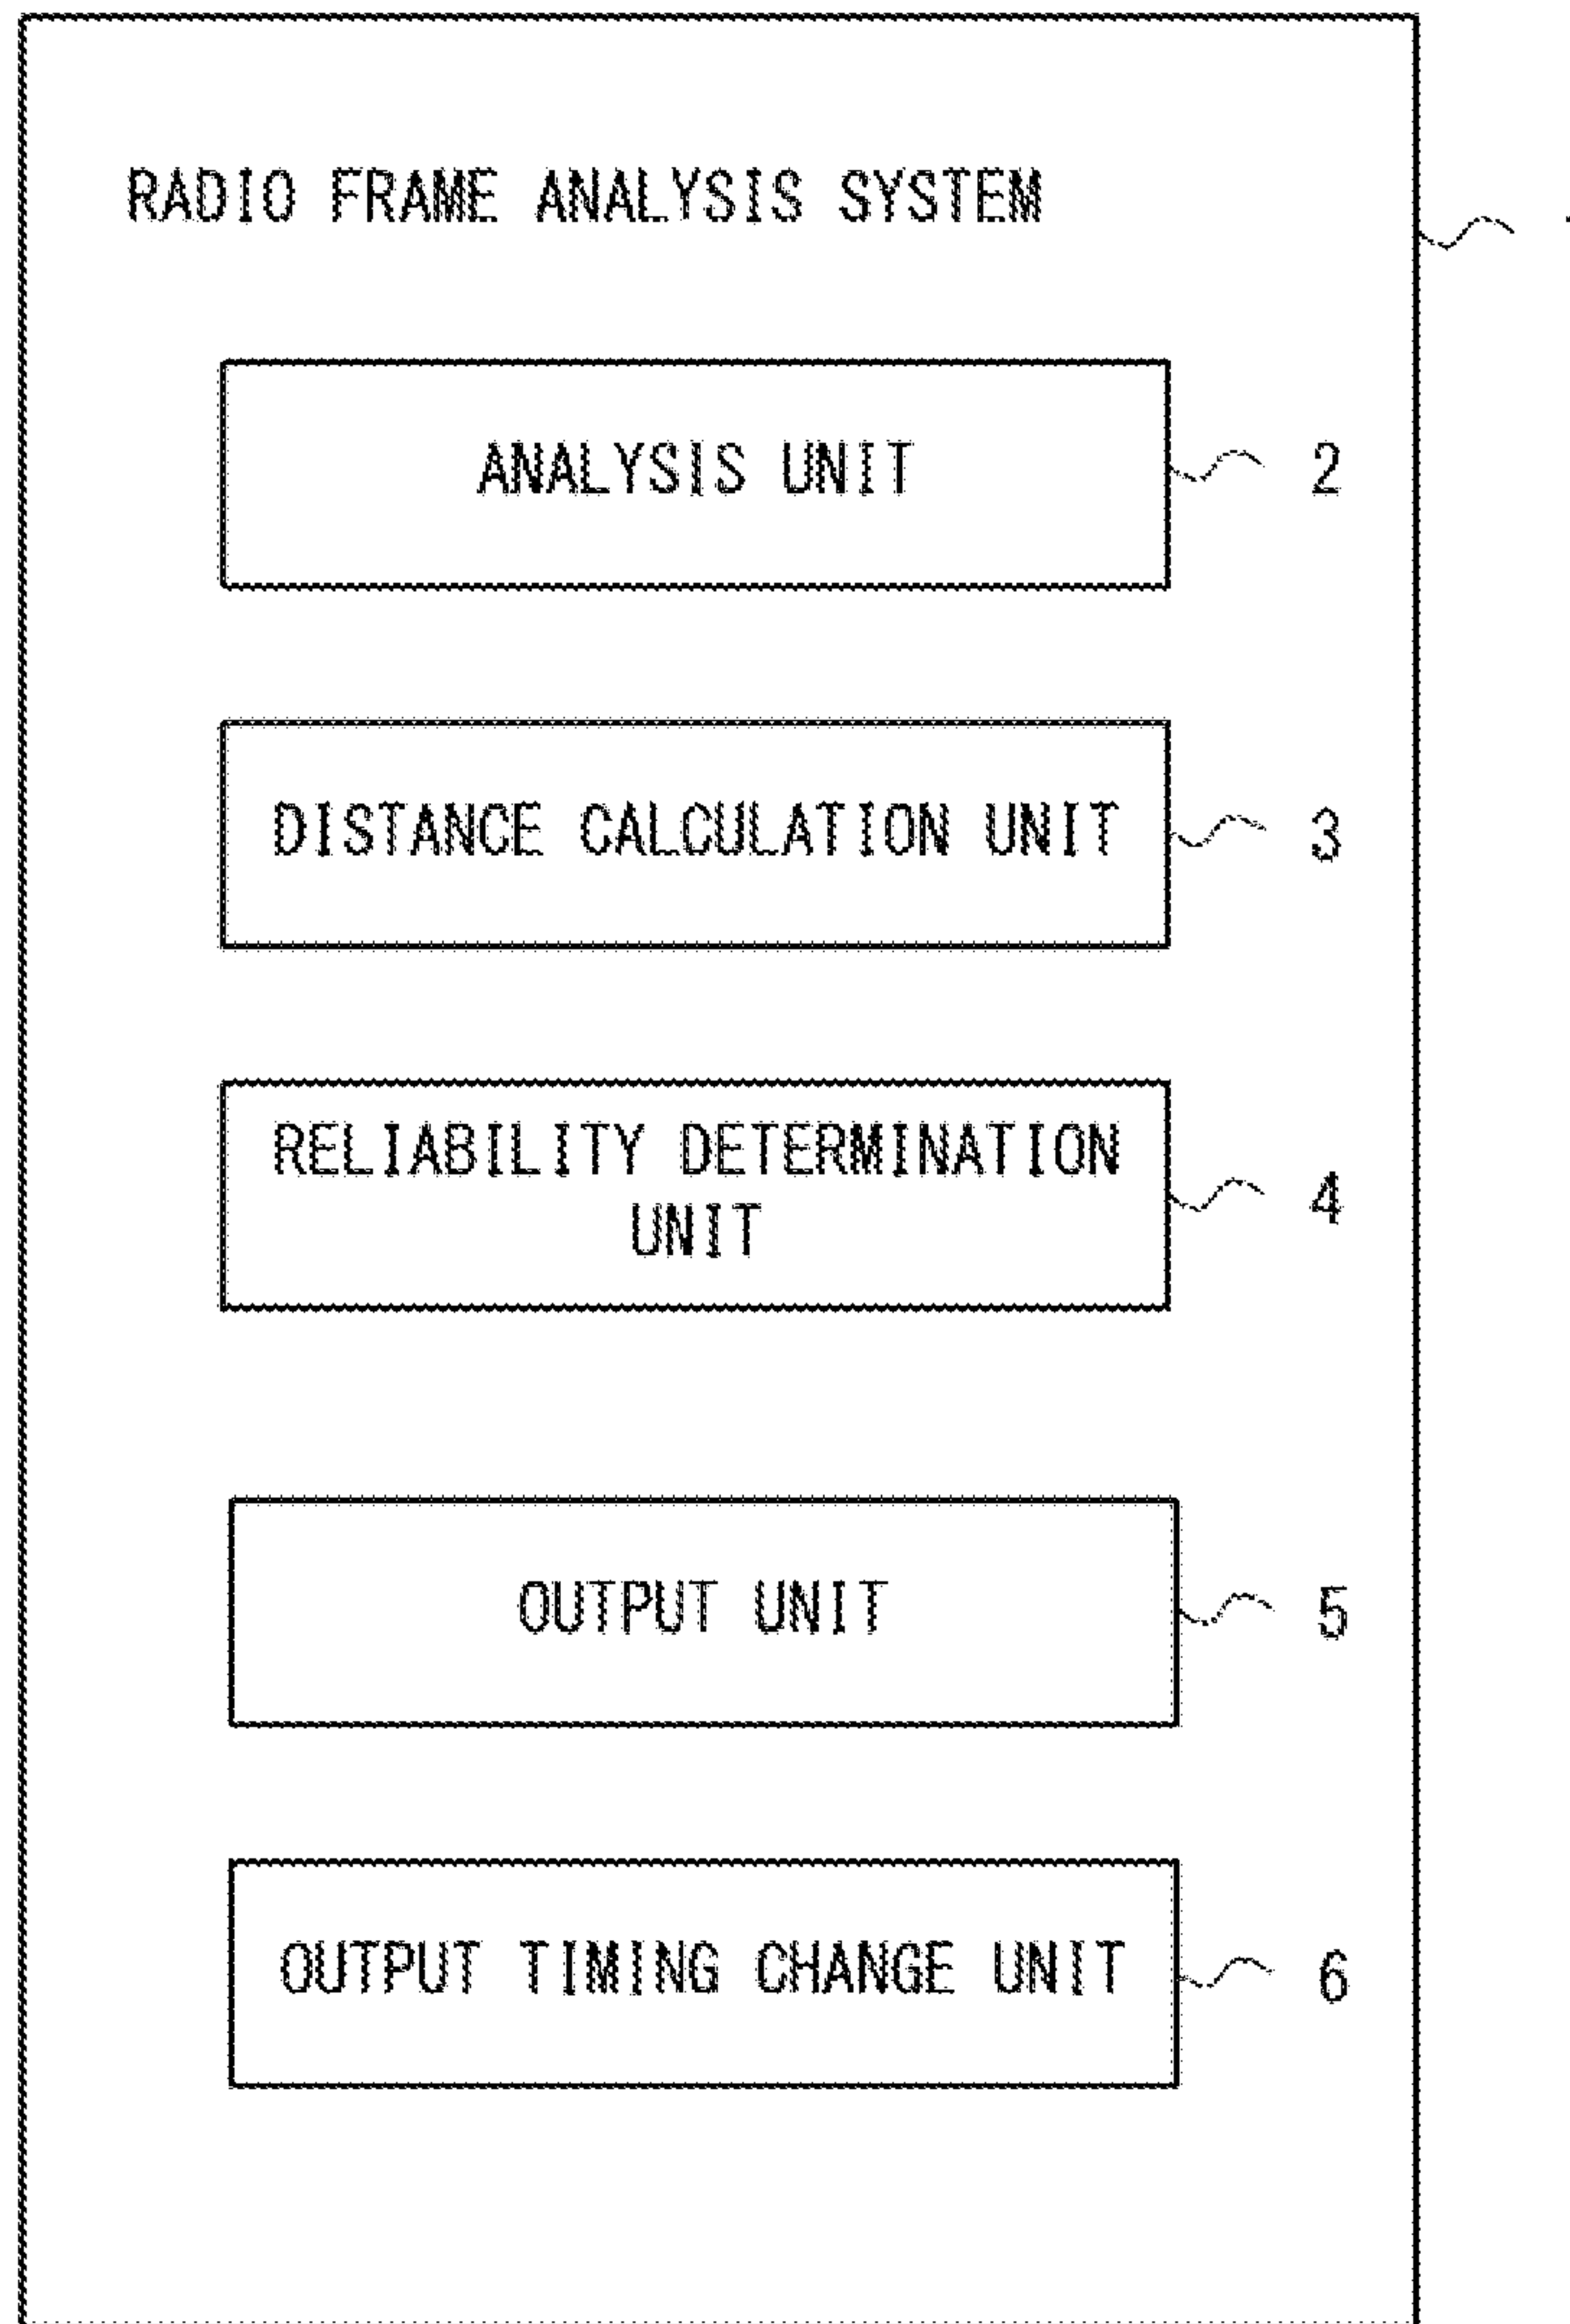 RADIO FRAME ANALYSIS SYSTEM
ANALYSIS UNIT
2
DISTANCE CALCULATION UNIT
3
RELIABILITY DETERMINATION
UNIT
4
OUTPUT UNIT
5
OUTPUT TIMING CHANGE UNIT
6